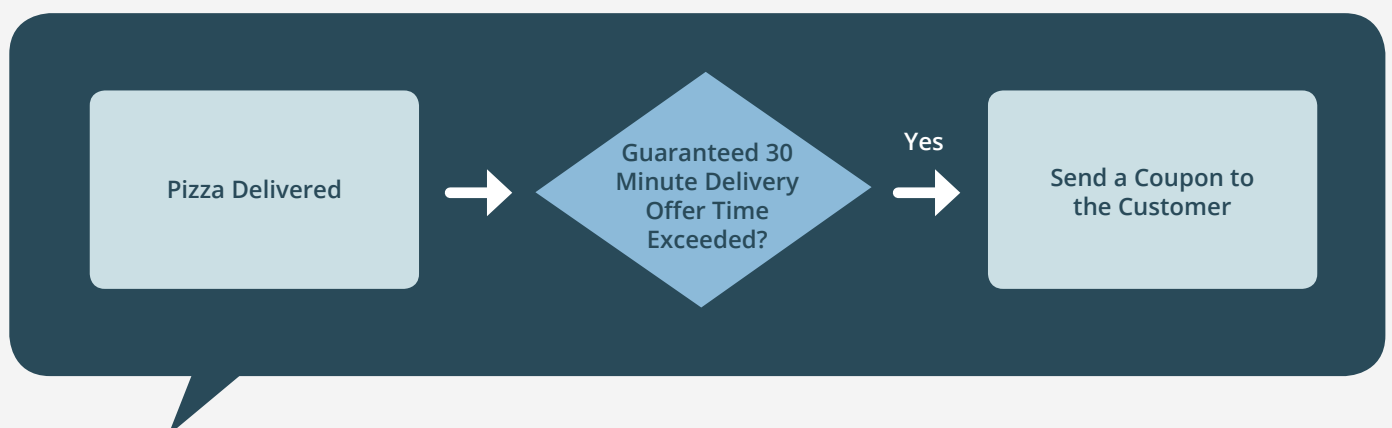 Pizza Delivered
Guaranteed 30
Minute Delivery
Offer Time
Exceeded?
Yes
Send a Coupon to
the Customer